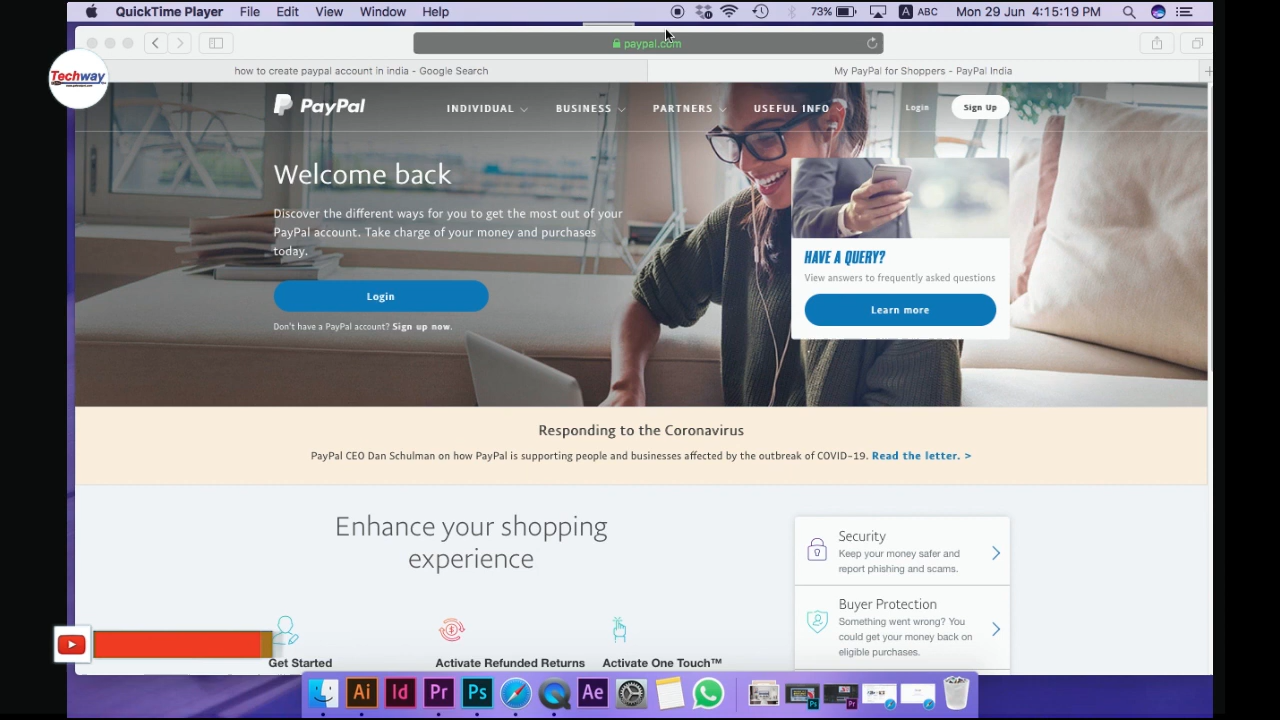 QuickTime Player File Edit View Window Help 73% A ABC Mon 29 Jun 4:15:19 PM
paypal.com
how to create paypal account in india - Google Search
My PayPal for Shoppers - PayPal India
Techway
PayPal INDIVIDUAL BUSINESS PARTNERS USEFUL INFO Login Sign Up
Welcome back
Discover the different ways for you to get the most out of your
PayPal account. Take charge of your money and purchases
today.
Login
Don't have a PayPal account? Sign up now.
HAVE A QUERY?
View answers to frequently asked questions
Learn more
Responding to the Coronavirus
PayPal CEO Dan Schulman on how PayPal is supporting people and businesses affected by the outbreak of COVID-19. Read the letter. >
Enhance your shopping
experience
Get Started
Activate Refunded Returns
Activate One Touch™
Security
Keep your money safer and
report phishing and scams.
Buyer Protection
Something went wrong? You
could get your money back on
eligible purchases.
Ai Id Pr Ps Ae Ps Pr